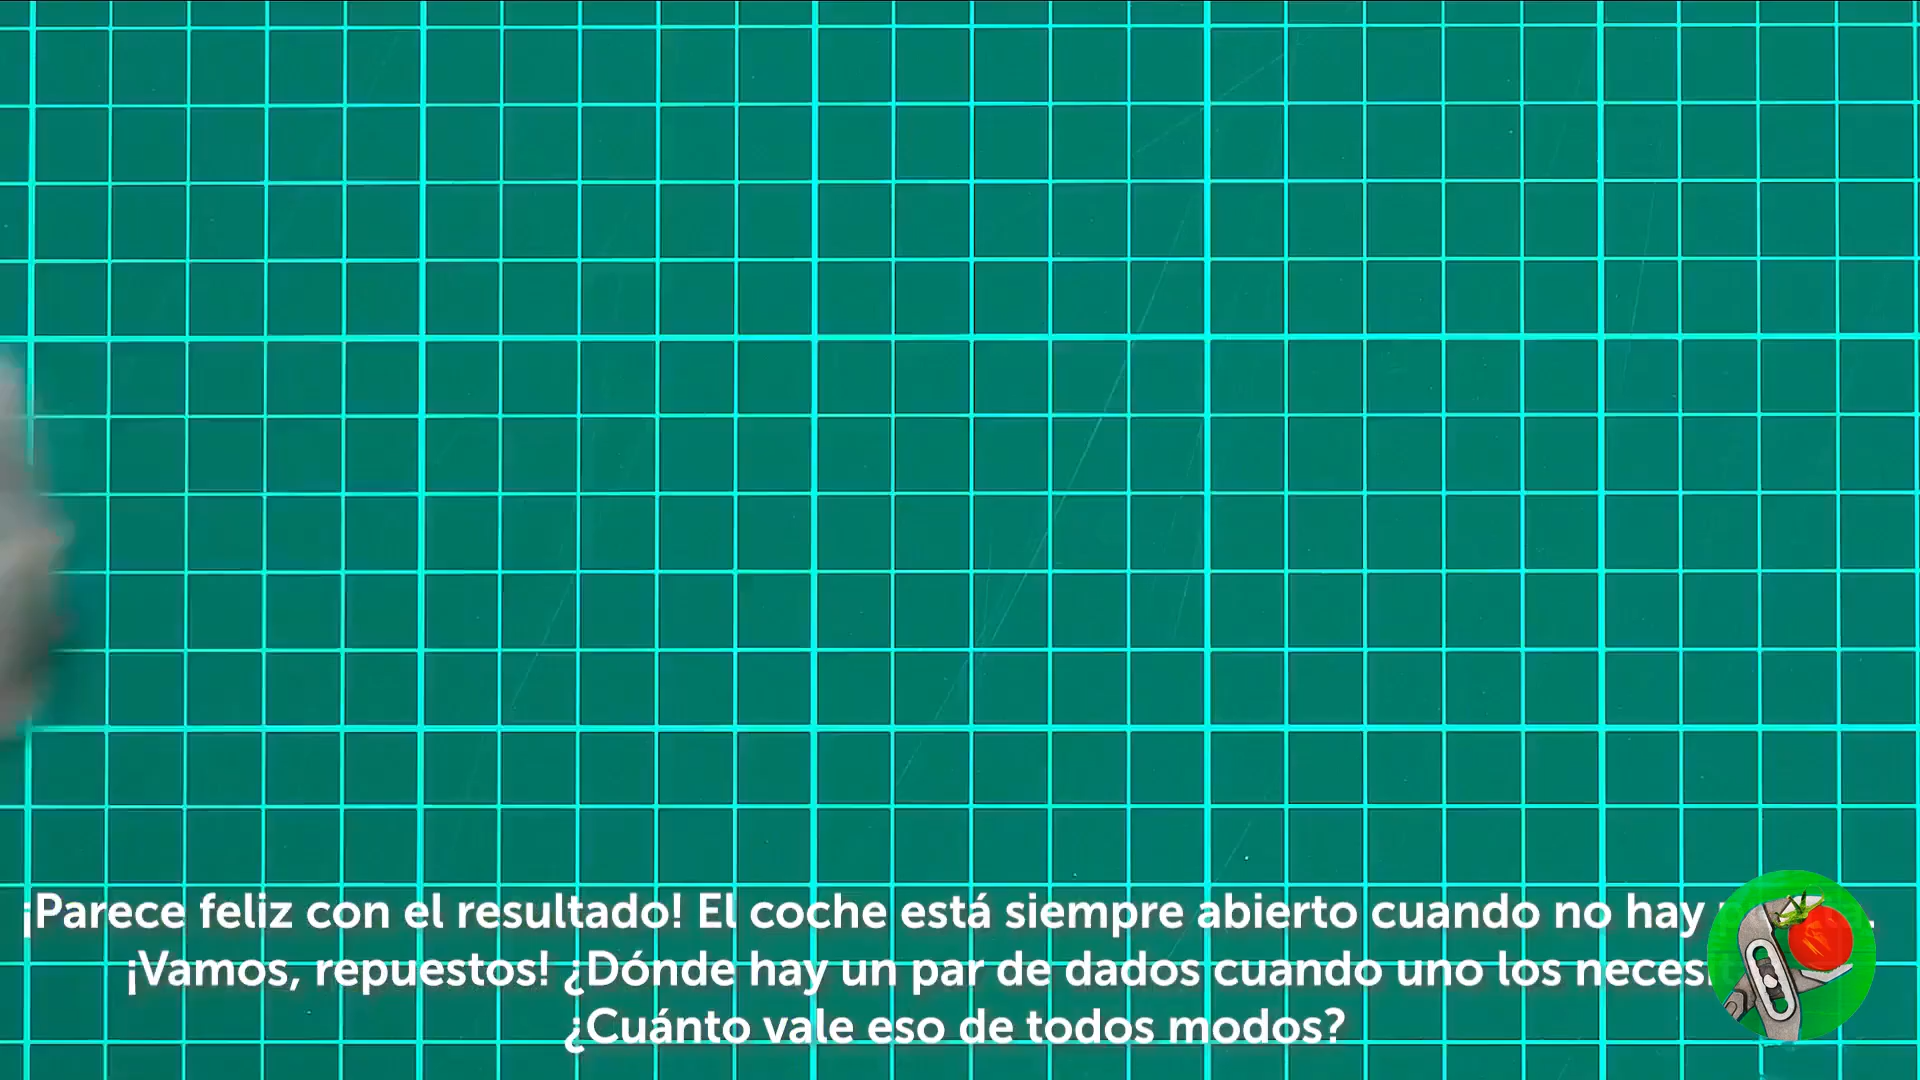 ¡Parece feliz con el resultado! El coche está siempre abierto cuando no hay
¡Vamos, repuestos! ¿Dónde hay un par de dados cuando uno los
¿Cuánto vale eso de todos modos?